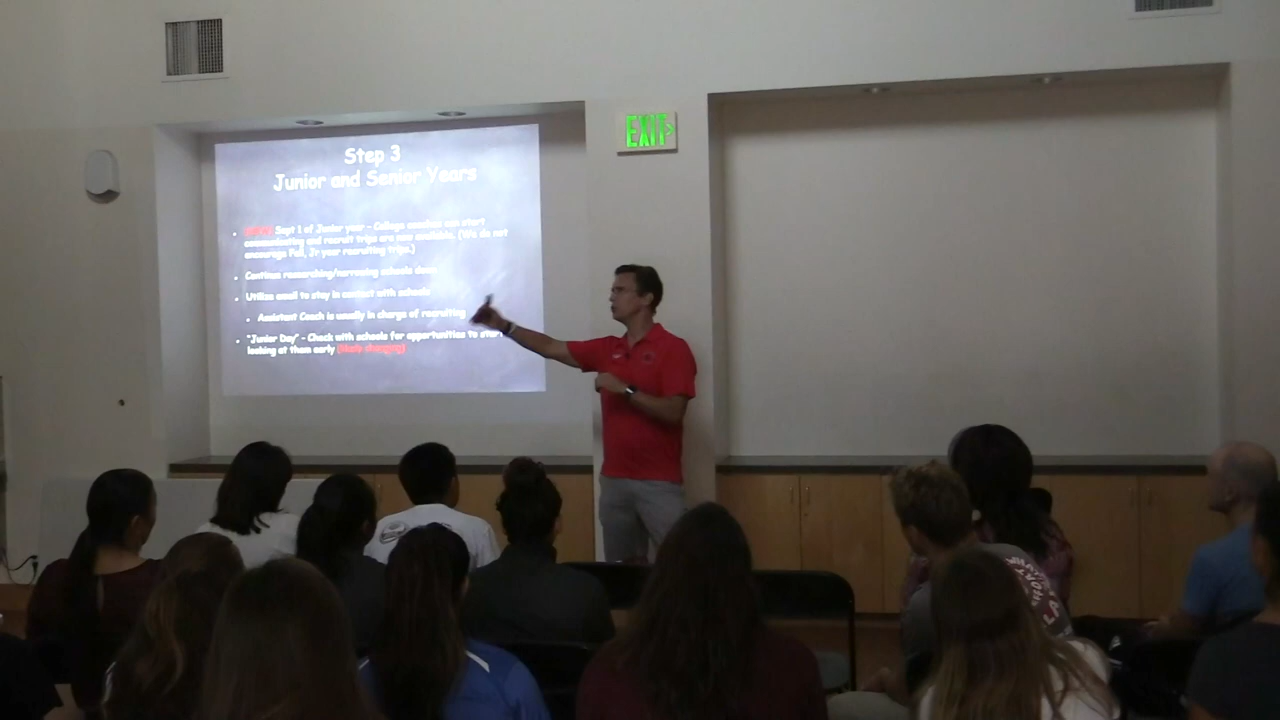 Step 3
Junior and Senior Years
Sept 1 of Junior year - College coaches can start
communicating and recruit trips are now available. (We do not
encourage Fall, Jr year recruiting trips.)
Continue researching/narrowing schools down
Utilize email to stay in contact with schools
Assistant Coach is usually in charge of recruiting
"Junior Day" - Check with schools for opportunities to start
looking at them early
EXIT